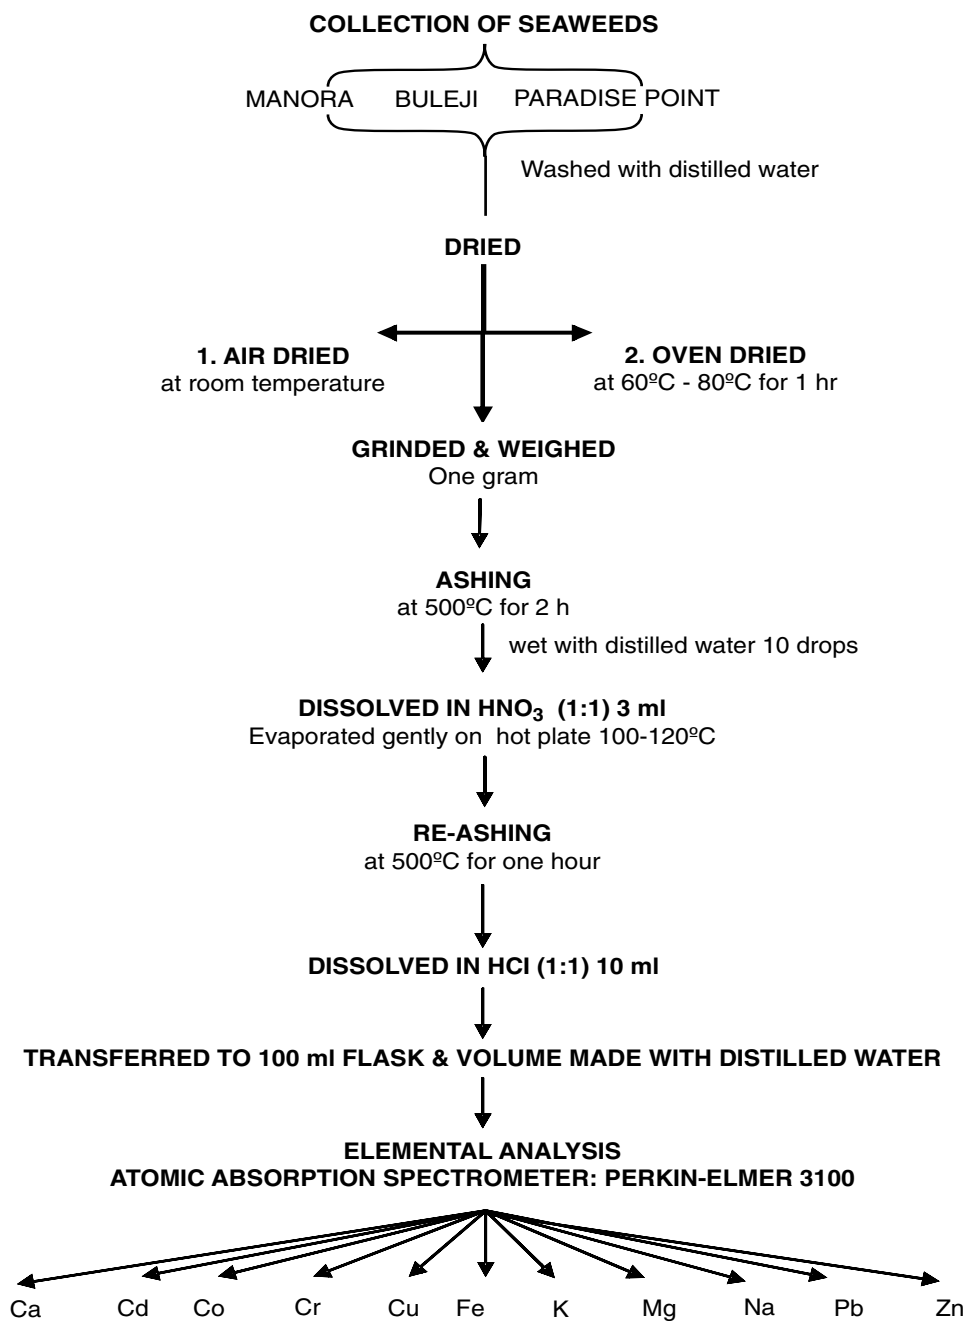 COLLECTION OF SEAWEEDS
MANORA BULEJI PARADISE POINT
Washed with distilled water
DRIED
1. AIR DRIED
at room temperature
2. OVEN DRIED
at 60ºC - 80ºC for 1 hr
GRINDED & WEIGHED
One gram
ASHING
at 500ºC for 2 h
wet with distilled water 10 drops
DISSOLVED IN HNO₃ (1:1) 3 ml
Evaporated gently on hot plate 100-120ºC
RE-ASHING
at 500ºC for one hour
DISSOLVED IN HCl (1:1) 10 ml
TRANSFERRED TO 100 ml FLASK & VOLUME MADE WITH DISTILLED WATER
ELEMENTAL ANALYSIS
ATOMIC ABSORPTION SPECTROMETER: PERKIN-ELMER 3100
Ca Cd Co Cr Cu Fe K Mg Na Pb Zn